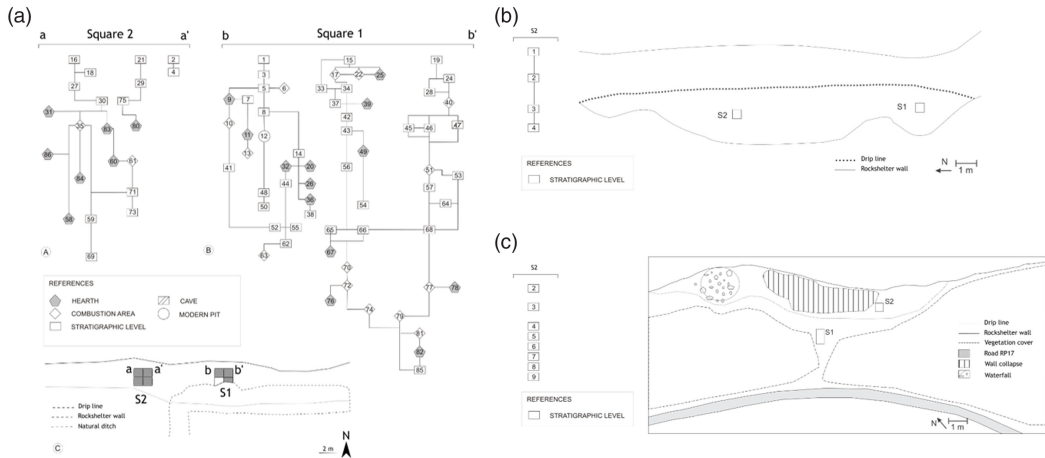 (a)
a Square 2 a' b Square 1 b'
16 21 2 1 15 19
18 4 3 17 22 25 24
27 29 5 6 33 34 28
30 75 9 7 37 39 40
31 8 42
35 83 80 10 11 12 43 45 46 47
86 60 61 13 14 49 51 53
84 41 32 20 56 57
71 44 26 64
58 59 73 48 36 54
50 38
52 55 65 66 68
69 62 67
A B 63 70
72 77 78
76 74 79
81
82
85
REFERENCES
HEARTH CAVE
COMBUSTION AREA MODERN PIT
STRATIGRAPHIC LEVEL
a a' b b'
S2 S1
Drip line
Rockshelter wall
Natural ditch
C 2 m N
(b)
S2
1
2
3
4
S2 S1
REFERENCES
STRATIGRAPHIC LEVEL
Drip line
Rockshelter wall
N 1 m
(c)
S2
2
3
4
5
6
7
8
9
REFERENCES
STRATIGRAPHIC LEVEL
S2
S1
Drip line
Rockshelter wall
Vegetation cover
Road RP17
Wall collapse
Waterfall
N 1 m